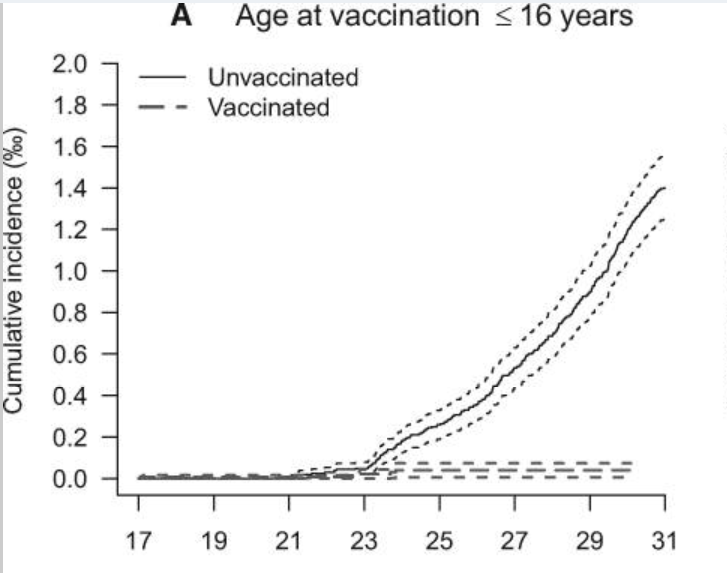 A Age at vaccination ≤ 16 years
Cumulative incidence (‰)
2.0
1.8
1.6
1.4
1.2
1.0
0.8
0.6
0.4
0.2
0.0
Unvaccinated
Vaccinated
17 19 21 23 25 27 29 31